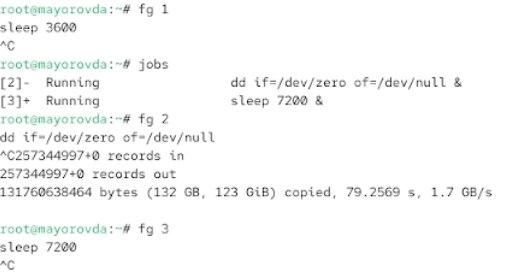 root@mayorovda:~# fg 1
sleep 3600
^C
root@mayorovda:~# jobs
[2]-  Running                 dd if=/dev/zero of=/dev/null &
[3]+  Running                 sleep 7200 &
root@mayorovda:~# fg 2
dd if=/dev/zero of=/dev/null
^C257344997+0 records in
257344997+0 records out
131760638464 bytes (132 GB, 123 GiB) copied, 79.2569 s, 1.7 GB/s
root@mayorovda:~# fg 3
sleep 7200
^C